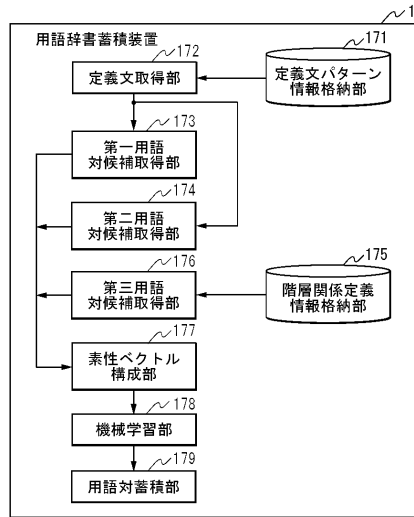 用語辞書蓄積装置
172
定義文取得部
171
定義文パターン
情報格納部
173
第一用語
対候補取得部
174
第二用語
対候補取得部
176
第三用語
対候補取得部
175
階層関係定義
情報格納部
177
素性ベクトル
構成部
178
機械学習部
179
用語対蓄積部